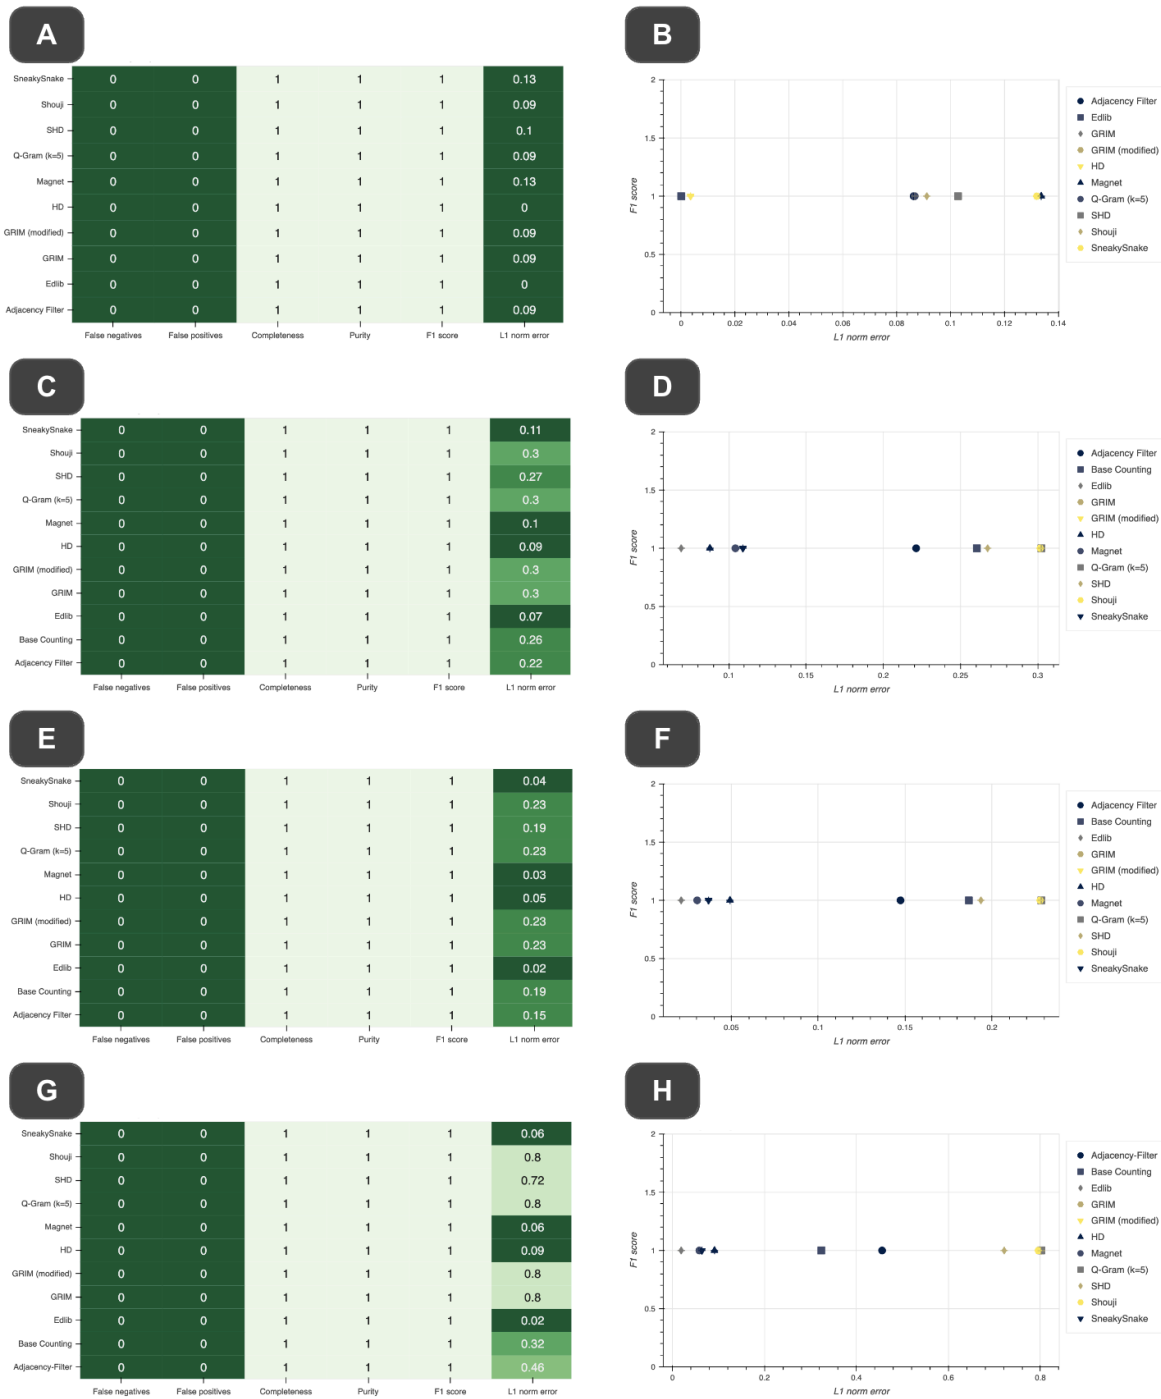 A
SneakySnake 0 0 1 1 1 0.13
Shouji 0 0 1 1 1 0.09
SHD 0 0 1 1 1 0.1
Q-Gram (k=5) 0 0 1 1 1 0.09
Magnet 0 0 1 1 1 0.13
HD 0 0 1 1 1 0
GRIM (modified) 0 0 1 1 1 0.09
GRIM 0 0 1 1 1 0.09
Edlib 0 0 1 1 1 0
Adjacency Filter 0 0 1 1 1 0.09
False negatives False positives Completeness Purity F1 score L1 norm error
B
2
1.5
1
0.5
0
F1 score
0 0.02 0.04 0.06 0.08 0.1 0.12 0.14
L1 norm error
Adjacency Filter
Edlib
GRIM
GRIM (modified)
HD
Magnet
Q-Gram (k=5)
SHD
Shouji
SneakySnake
C
SneakySnake 0 0 1 1 1 0.11
Shouji 0 0 1 1 1 0.3
SHD 0 0 1 1 1 0.27
Q-Gram (k=5) 0 0 1 1 1 0.3
Magnet 0 0 1 1 1 0.1
HD 0 0 1 1 1 0.09
GRIM (modified) 0 0 1 1 1 0.3
GRIM 0 0 1 1 1 0.3
Edlib 0 0 1 1 1 0.07
Base Counting 0 0 1 1 1 0.26
Adjacency Filter 0 0 1 1 1 0.22
False negatives False positives Completeness Purity F1 score L1 norm error
D
2
1.5
1
0.5
0
F1 score
0.1 0.15 0.2 0.25 0.3
L1 norm error
Adjacency Filter
Base Counting
Edlib
GRIM
GRIM (modified)
HD
Magnet
Q-Gram (k=5)
SHD
Shouji
SneakySnake
E
SneakySnake 0 0 1 1 1 0.04
Shouji 0 0 1 1 1 0.23
SHD 0 0 1 1 1 0.19
Q-Gram (k=5) 0 0 1 1 1 0.23
Magnet 0 0 1 1 1 0.03
HD 0 0 1 1 1 0.05
GRIM (modified) 0 0 1 1 1 0.23
GRIM 0 0 1 1 1 0.23
Edlib 0 0 1 1 1 0.02
Base Counting 0 0 1 1 1 0.19
Adjacency Filter 0 0 1 1 1 0.15
False negatives False positives Completeness Purity F1 score L1 norm error
F
2
1.5
1
0.5
0
F1 score
0.05 0.1 0.15 0.2
L1 norm error
Adjacency Filter
Base Counting
Edlib
GRIM
GRIM (modified)
HD
Magnet
Q-Gram (k=5)
SHD
Shouji
SneakySnake
G
SneakySnake 0 0 1 1 1 0.06
Shouji 0 0 1 1 1 0.8
SHD 0 0 1 1 1 0.72
Q-Gram (k=5) 0 0 1 1 1 0.8
Magnet 0 0 1 1 1 0.06
HD 0 0 1 1 1 0.09
GRIM (modified) 0 0 1 1 1 0.8
GRIM 0 0 1 1 1 0.8
Edlib 0 0 1 1 1 0.02
Base Counting 0 0 1 1 1 0.32
Adjacency-Filter 0 0 1 1 1 0.46
False negatives False positives Completeness Purity F1 score L1 norm error
H
2
1.5
1
0.5
0
F1 score
0 0.2 0.4 0.6 0.8
L1 norm error
Adjacency-Filter
Base Counting
Edlib
GRIM
GRIM (modified)
HD
Magnet
Q-Gram (k=5)
SHD
Shouji
SneakySnake